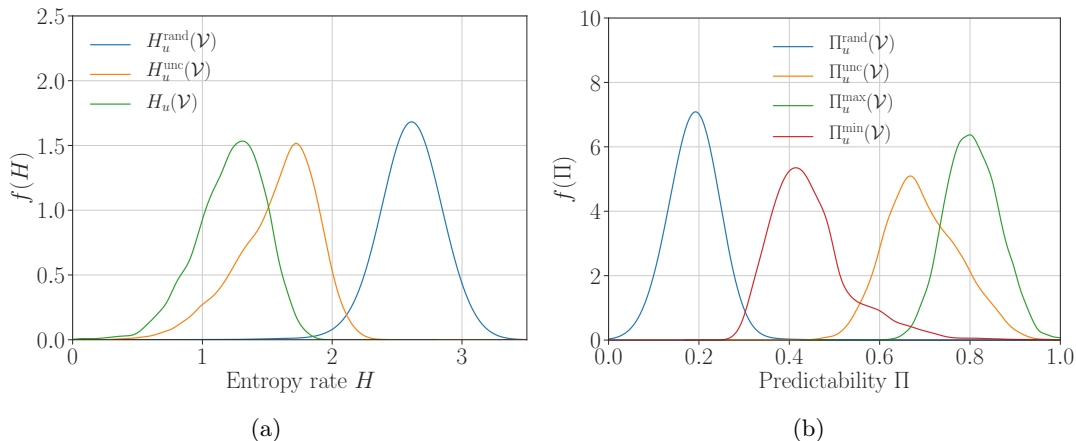 2.5
2.0
1.5
1.0
0.5
0.0
f(H)
H_u^rand(𝒱)
H_u^unc(𝒱)
H_u(𝒱)
0 1 2 3
Entropy rate H
(a)
10
8
6
4
2
0
f(Π)
Π_u^rand(𝒱)
Π_u^unc(𝒱)
Π_u^max(𝒱)
Π_u^min(𝒱)
0.0 0.2 0.4 0.6 0.8 1.0
Predictability Π
(b)